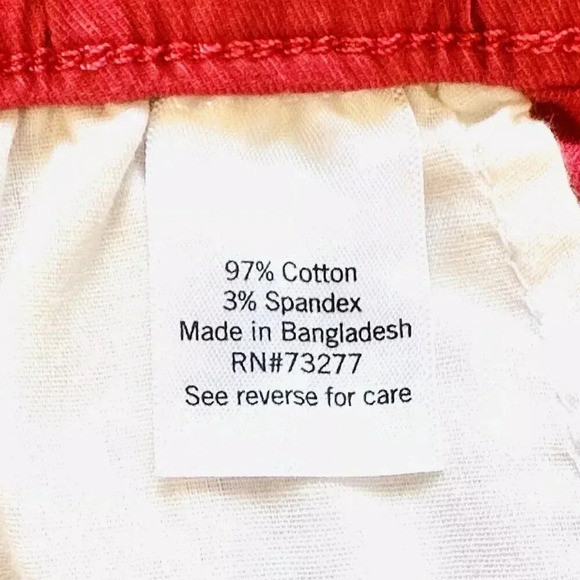 97% Cotton
3% Spandex
Made in Bangladesh
RN#73277
See reverse for care